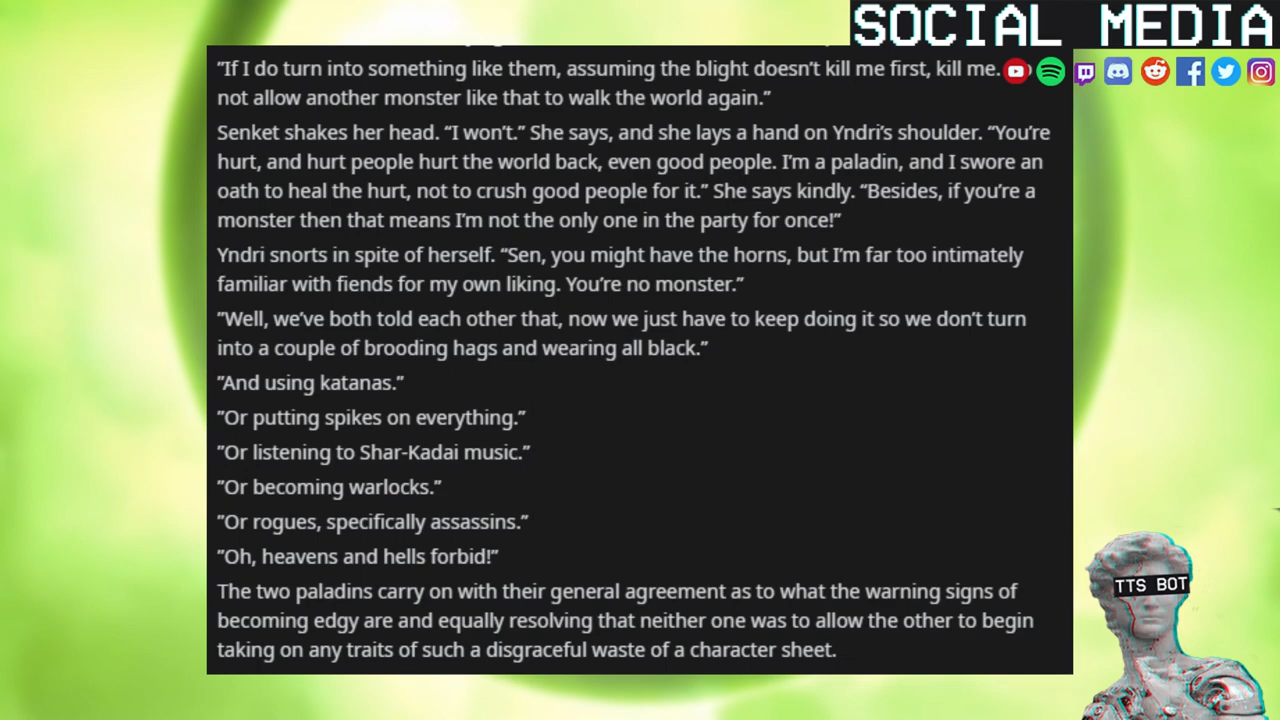 SOCIAL MEDIA
”If I do turn into something like them, assuming the blight doesn’t kill me first, kill me.
not allow another monster like that to walk the world again.”
Senket shakes her head. “I won’t.” She says, and she lays a hand on Yndri’s shoulder. “You’re
hurt, and hurt people hurt the world back, even good people. I’m a paladin, and I swore an
oath to heal the hurt, not to crush good people for it.” She says kindly. “Besides, if you’re a
monster then that means I’m not the only one in the party for once!”
Yndri snorts in spite of herself. “Sen, you might have the horns, but I’m far too intimately
familiar with fiends for my own liking. You’re no monster.”
”Well, we’ve both told each other that, now we just have to keep doing it so we don’t turn
into a couple of brooding hags and wearing all black.”
”And using katanas.”
”Or putting spikes on everything.”
”Or listening to Shar-Kadai music.”
”Or becoming warlocks.”
”Or rogues, specifically assassins.”
”Oh, heavens and hells forbid!”
The two paladins carry on with their general agreement as to what the warning signs of
becoming edgy are and equally resolving that neither one was to allow the other to begin
taking on any traits of such a disgraceful waste of a character sheet.
TTS BOT